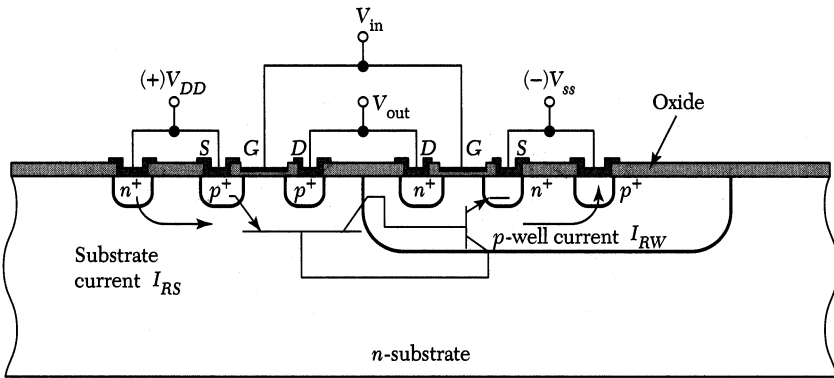 V_in
(+)V_DD
V_out
(−)V_ss
Oxide
S G D D G S
n⁺ p⁺ p⁺ n⁺ n⁺ p⁺
Substrate
current I_RS
p-well current I_RW
n-substrate